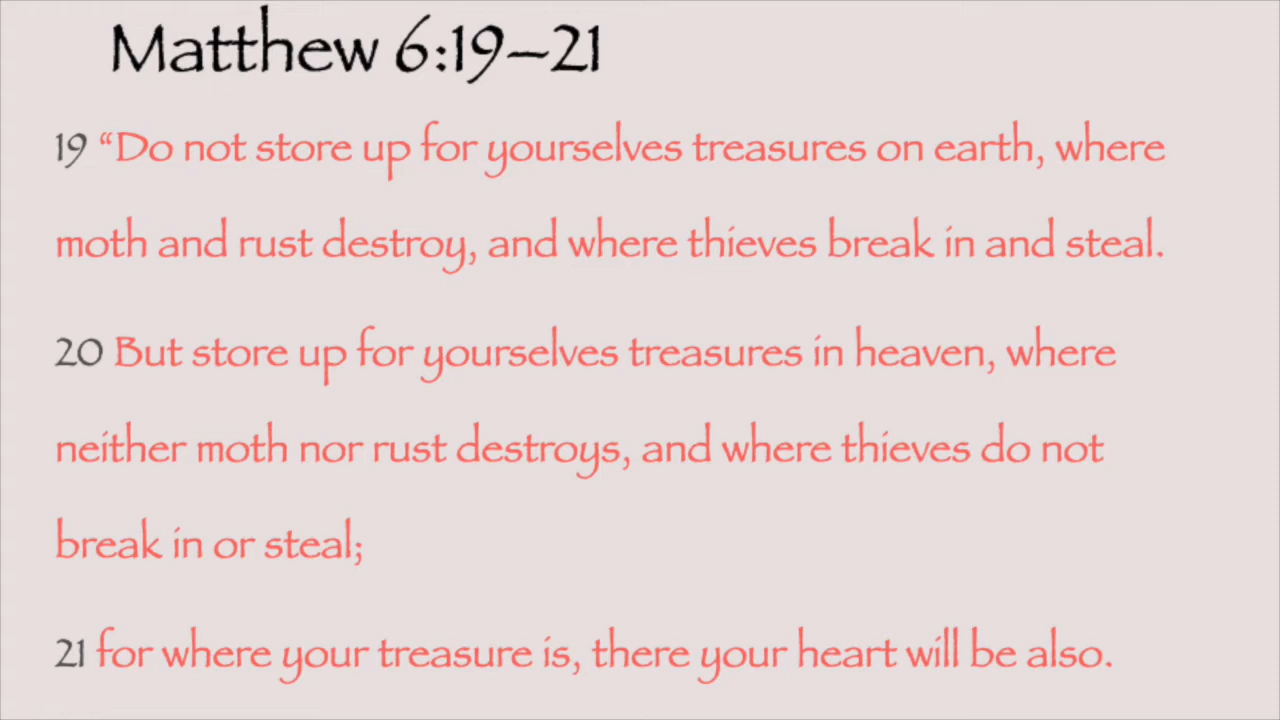 Matthew 6:19–21
19 “Do not store up for yourselves treasures on earth, where
moth and rust destroy, and where thieves break in and steal.
20 But store up for yourselves treasures in heaven, where
neither moth nor rust destroys, and where thieves do not
break in or steal;
21 for where your treasure is, there your heart will be also.